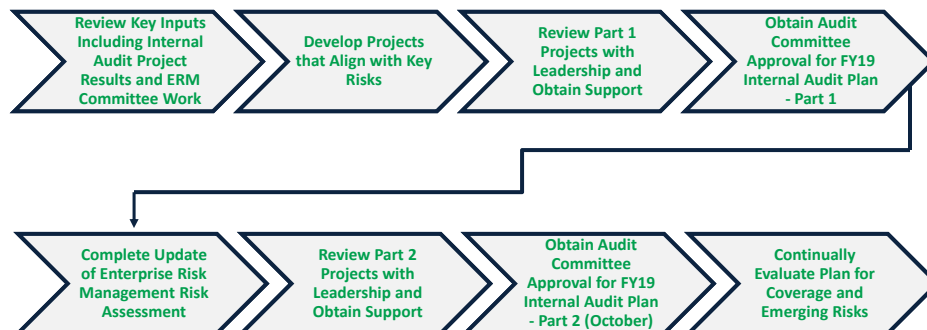 Review Key Inputs
Including Internal
Audit Project
Results and ERM
Committee Work
Develop Projects
that Align with Key
Risks
Review Part 1
Projects with
Leadership and
Obtain Support
Obtain Audit
Committee
Approval for FY19
Internal Audit Plan
- Part 1
Complete Update
of Enterprise Risk
Management Risk
Assessment
Review Part 2
Projects with
Leadership and
Obtain Support
Obtain Audit
Committee
Approval for FY19
Internal Audit Plan
- Part 2 (October)
Continually
Evaluate Plan for
Coverage and
Emerging Risks